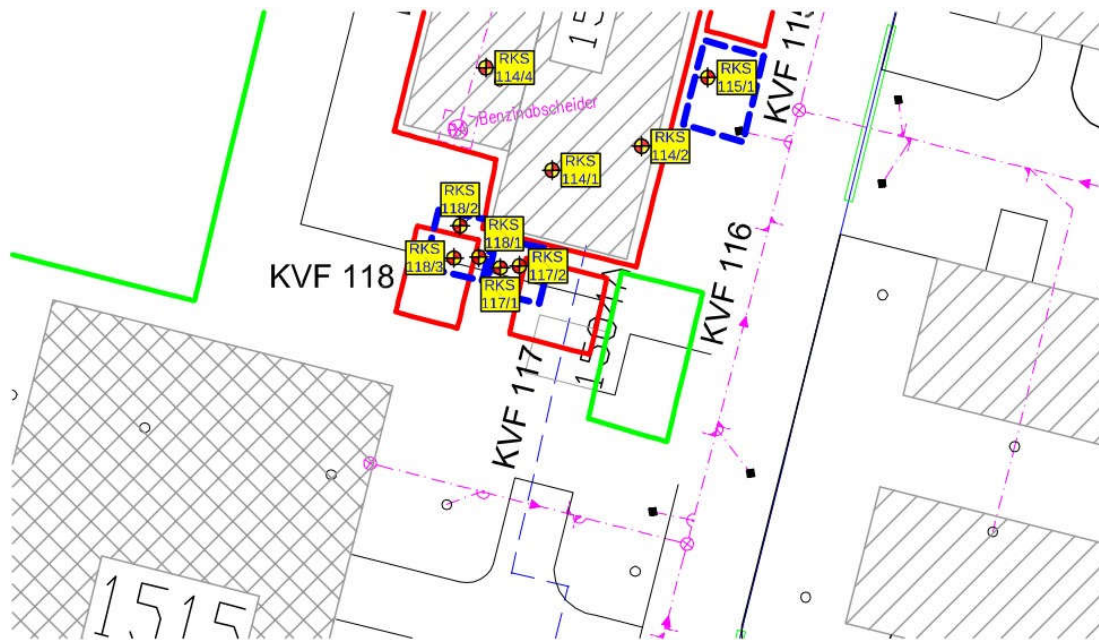 RKS
114/4
15
KVF 115
RKS
115/1
Benzinabscheider
RKS
114/2
RKS
114/1
RKS
118/2
RKS
118/1
RKS
118/3
RKS
117/2
RKS
117/1
KVF 118
KVF 116
KVF 117
1515